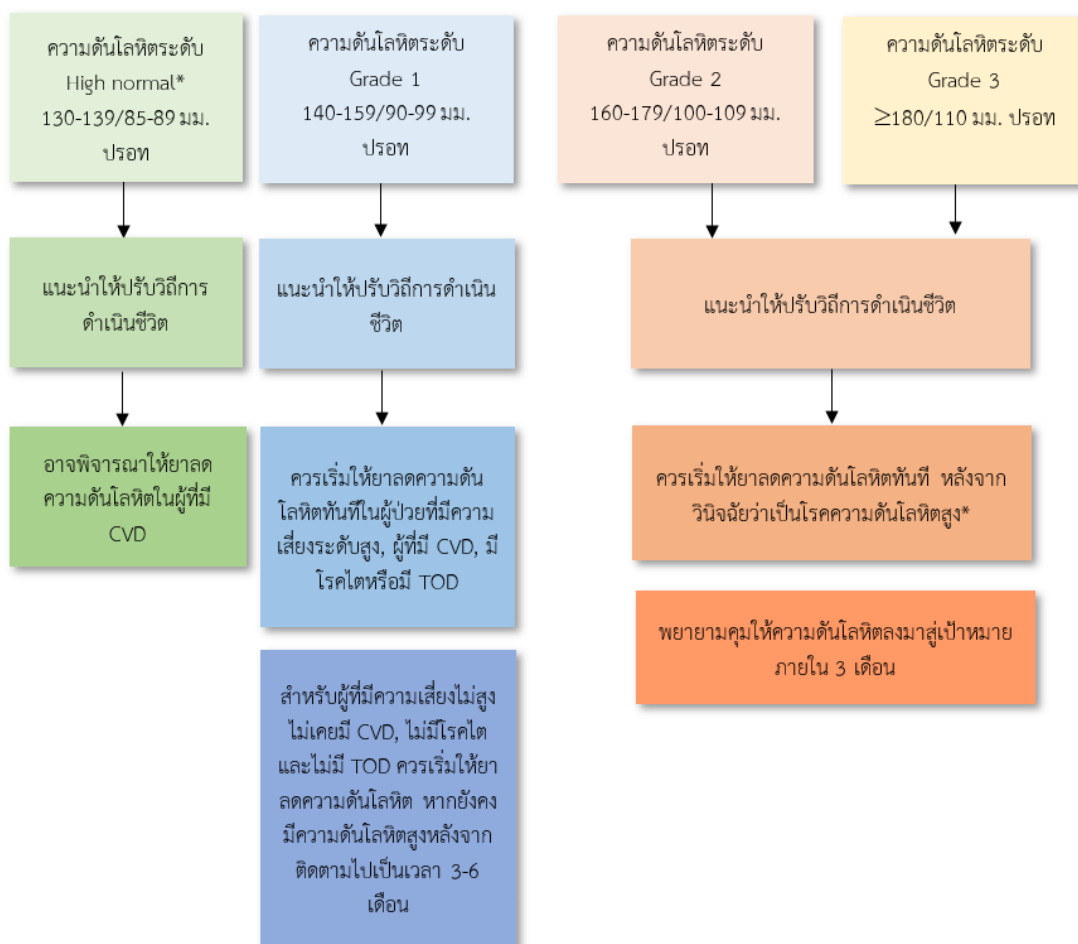 ความดันโลหิตระดับ
High normal*
130-139/85-89 มม.
ปรอท
ความดันโลหิตระดับ
Grade 1
140-159/90-99 มม.
ปรอท
ความดันโลหิตระดับ
Grade 2
160-179/100-109 มม.
ปรอท
ความดันโลหิตระดับ
Grade 3
≥180/110 มม. ปรอท
แนะนำให้ปรับวิถีการ
ดำเนินชีวิต
แนะนำให้ปรับวิถีการดำเนิน
ชีวิต
แนะนำให้ปรับวิถีการดำเนินชีวิต
อาจพิจารณาให้ยาลด
ความดันโลหิตในผู้ที่มี
CVD
ควรเริ่มให้ยาลดความดัน
โลหิตทันทีในผู้ป่วยที่มีความ
เสี่ยงระดับสูง, ผู้ที่มี CVD, มี
โรคไตหรือมี TOD
ควรเริ่มให้ยาลดความดันโลหิตทันที หลังจาก
วินิจฉัยว่าเป็นโรคความดันโลหิตสูง*
พยายามคุมให้ความดันโลหิตลงมาสู่เป้าหมาย
ภายใน 3 เดือน
สำหรับผู้ที่มีความเสี่ยงไม่สูง
ไม่เคยมี CVD, ไม่มีโรคไต
และไม่มี TOD ควรเริ่มให้ยา
ลดความดันโลหิต หากยังคง
มีความดันโลหิตสูงหลังจาก
ติดตามไปเป็นเวลา 3-6
เดือน